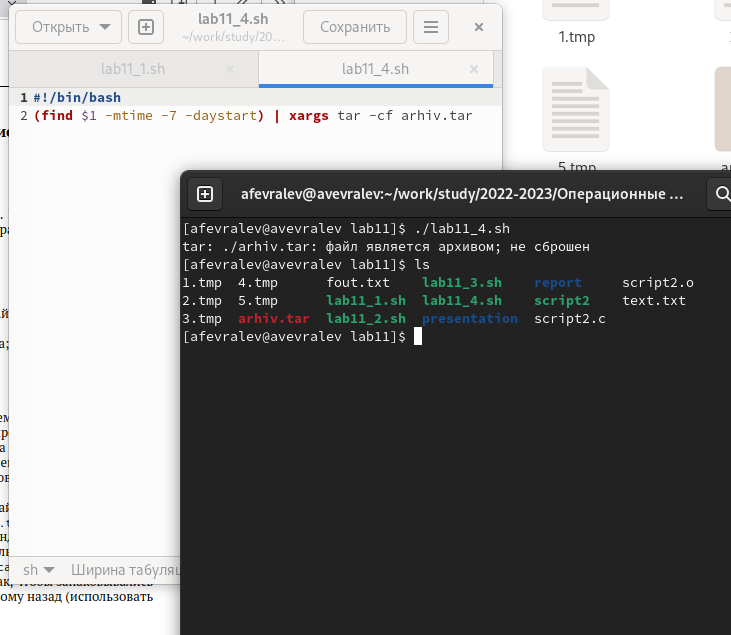 Открыть
lab11_4.sh
~/work/study/20…
Сохранить
lab11_1.sh
lab11_4.sh
1 #!/bin/bash
2 (find $1 -mtime -7 -daystart) | xargs tar -cf arhiv.tar
sh
Ширина табуляц
1.tmp
5.tmp
afevralev@avevralev:~/work/study/2022-2023/Операционные …
[afevralev@avevralev lab11]$ ./lab11_4.sh
tar: ./arhiv.tar: файл является архивом; не сброшен
[afevralev@avevralev lab11]$ ls
1.tmp 4.tmp fout.txt lab11_3.sh report script2.o
2.tmp 5.tmp lab11_1.sh lab11_4.sh script2 text.txt
3.tmp arhiv.tar lab11_2.sh presentation script2.c
[afevralev@avevralev lab11]$
ому назад (использовать